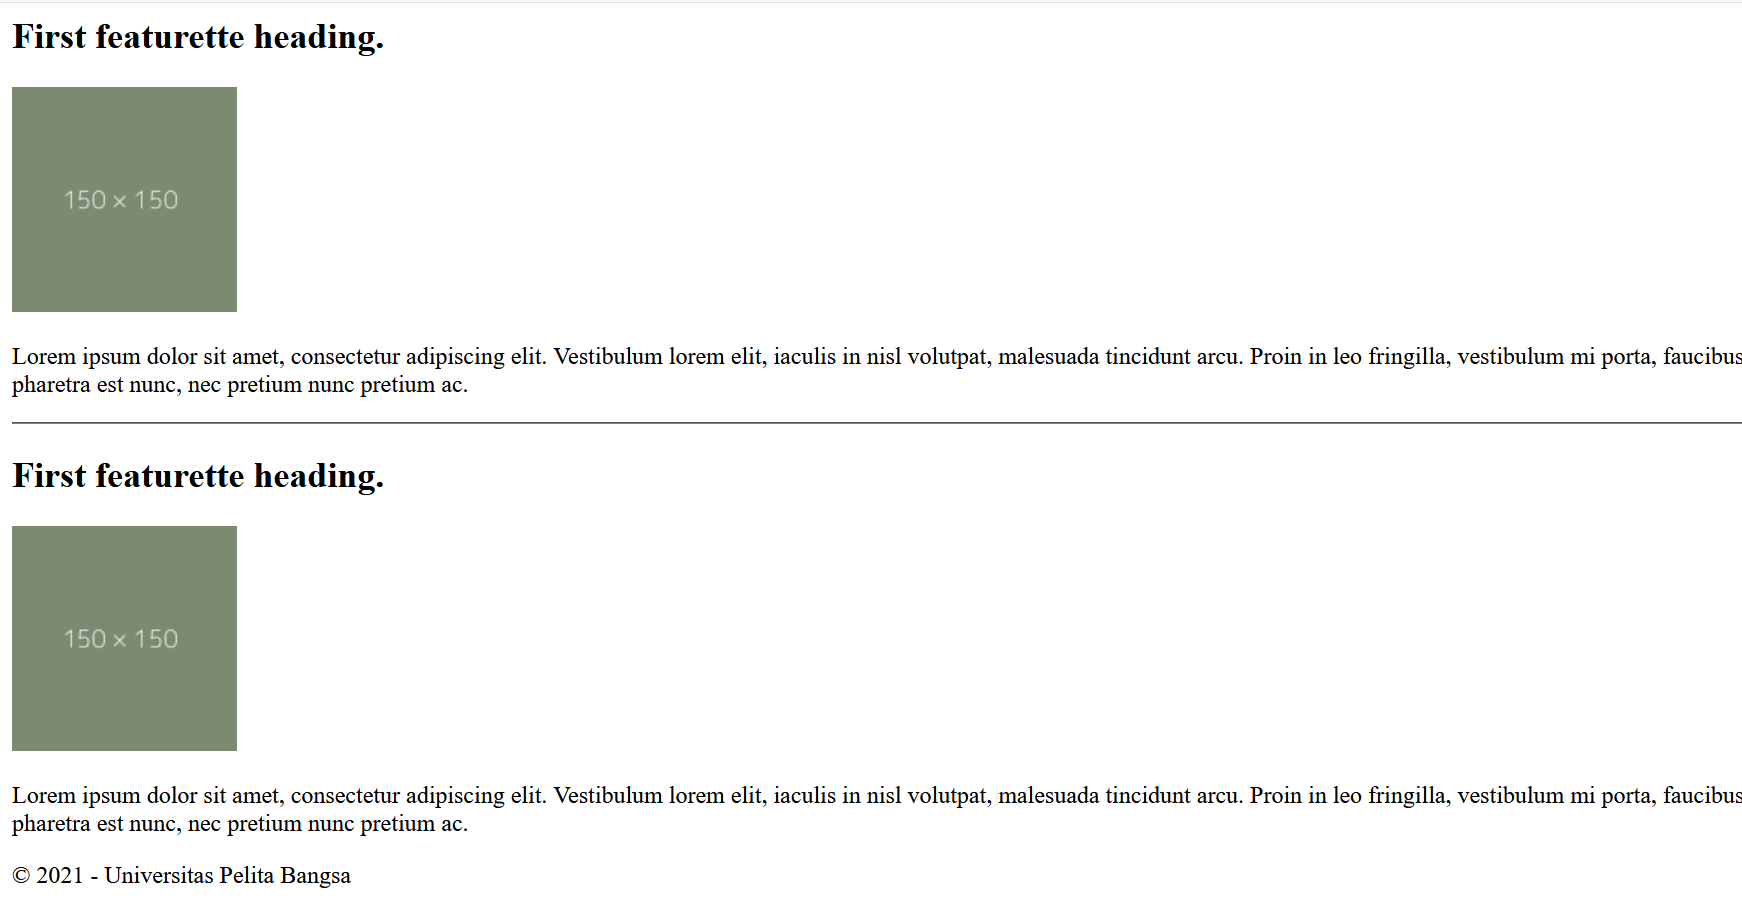 First featurette heading.
150 × 150
Lorem ipsum dolor sit amet, consectetur adipiscing elit. Vestibulum lorem elit, iaculis in nisl volutpat, malesuada tincidunt arcu. Proin in leo fringilla, vestibulum mi porta, faucibus
pharetra est nunc, nec pretium nunc pretium ac.
First featurette heading.
150 × 150
Lorem ipsum dolor sit amet, consectetur adipiscing elit. Vestibulum lorem elit, iaculis in nisl volutpat, malesuada tincidunt arcu. Proin in leo fringilla, vestibulum mi porta, faucibus
pharetra est nunc, nec pretium nunc pretium ac.
© 2021 - Universitas Pelita Bangsa